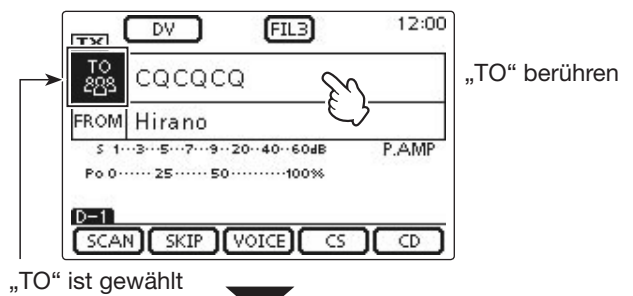 DV FIL3 12:00
TX
TO CQCQCQ
„TO“ berühren
FROM Hirano
S 1··3··5··7··9··20··40··60dB P.AMP
Po 0······25······50··········100%
D-1
SCAN SKIP VOICE CS CD
„TO“ ist gewählt